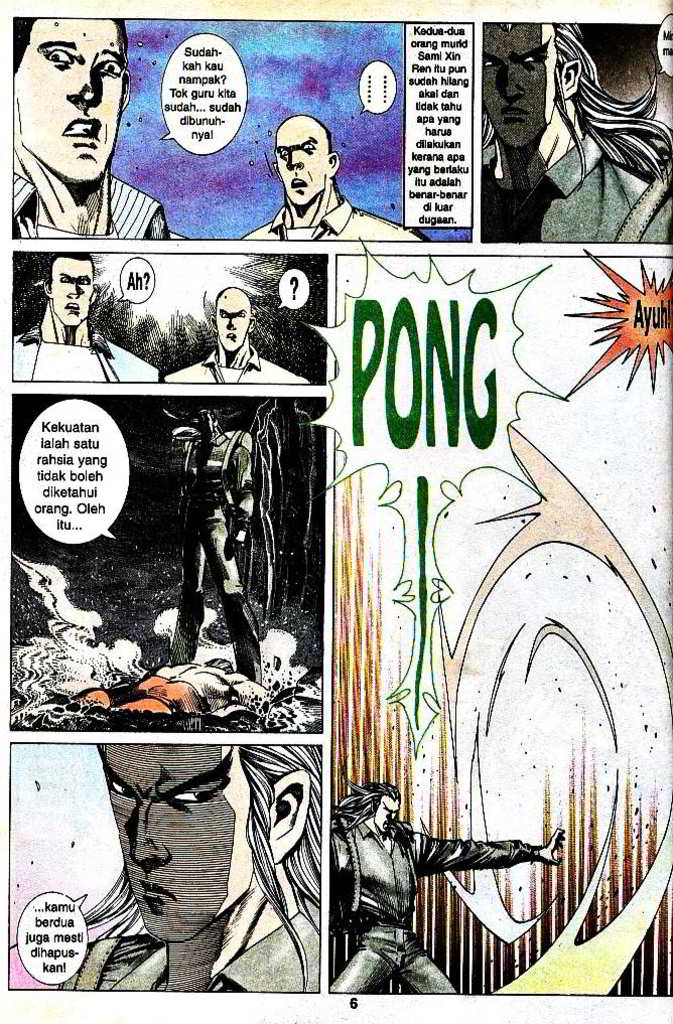 Sudah-
kah kau
nampak?
Tok guru kita
sudah... sudah
dibunuh-
nya!
!!!
Kedua-dua
orang murid
Sami Xin
Ren itu pun
sudah hilang
akal dan
tidak tahu
apa yang
harus
dilakukan
kerana apa
yang berlaku
itu adalah
benar-benar
di luar
dugaan.
Ah?
?
PONG
!
Ayuh!
Kekuatan
ialah satu
rahsia yang
tidak boleh
diketahui
orang. Oleh
itu...
...kamu
berdua
juga mesti
dihapus-
kan!
6